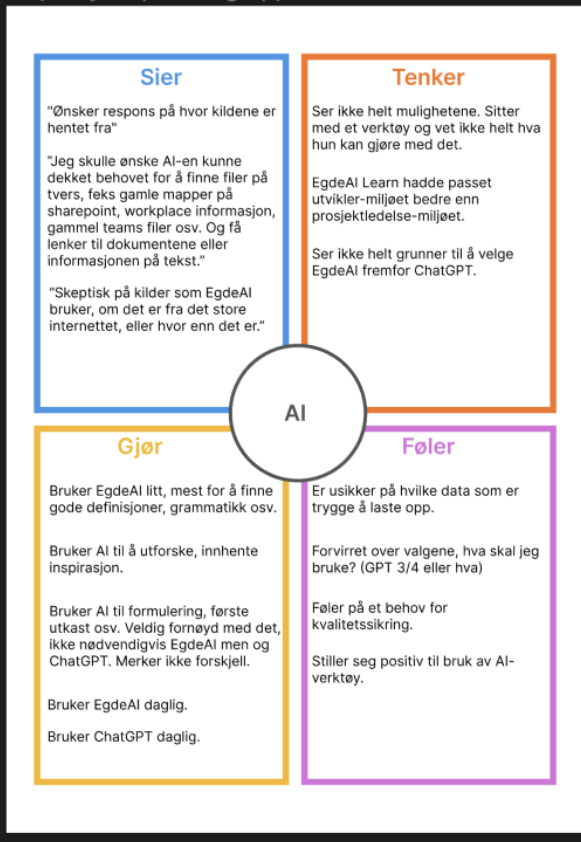 Sier
"Ønsker respons på hvor kildene er
hentet fra"
"Jeg skulle ønske AI-en kunne
dekket behovet for å finne filer på
tvers, feks gamle mapper på
sharepoint, workplace informasjon,
gammel teams filer osv. Og få
lenker til dokumentene eller
informasjonen på tekst."
"Skeptisk på kilder som EgdeAI
bruker, om det er fra det store
internettet, eller hvor enn det er."
Tenker
Ser ikke helt mulighetene. Sitter
med et verktøy og vet ikke helt hva
hun kan gjøre med det.
EgdeAI Learn hadde passet
utvikler-miljøet bedre enn
prosjektledelse-miljøet.
Ser ikke helt grunner til å velge
EgdeAI fremfor ChatGPT.
AI
Gjør
Bruker EgdeAI litt, mest for å finne
gode definisjoner, grammatikk osv.
Bruker AI til å utforske, innhente
inspirasjon.
Bruker AI til formulering, første
utkast osv. Veldig fornøyd med det,
ikke nødvendigvis EgdeAI men og
ChatGPT. Merker ikke forskjell.
Bruker EgdeAI daglig.
Bruker ChatGPT daglig.
Føler
Er usikker på hvilke data som er
trygge å laste opp.
Forvirret over valgene, hva skal jeg
bruke? (GPT 3/4 eller hva)
Føler på et behov for
kvalitetssikring.
Stiller seg positiv til bruk av AI-
verktøy.